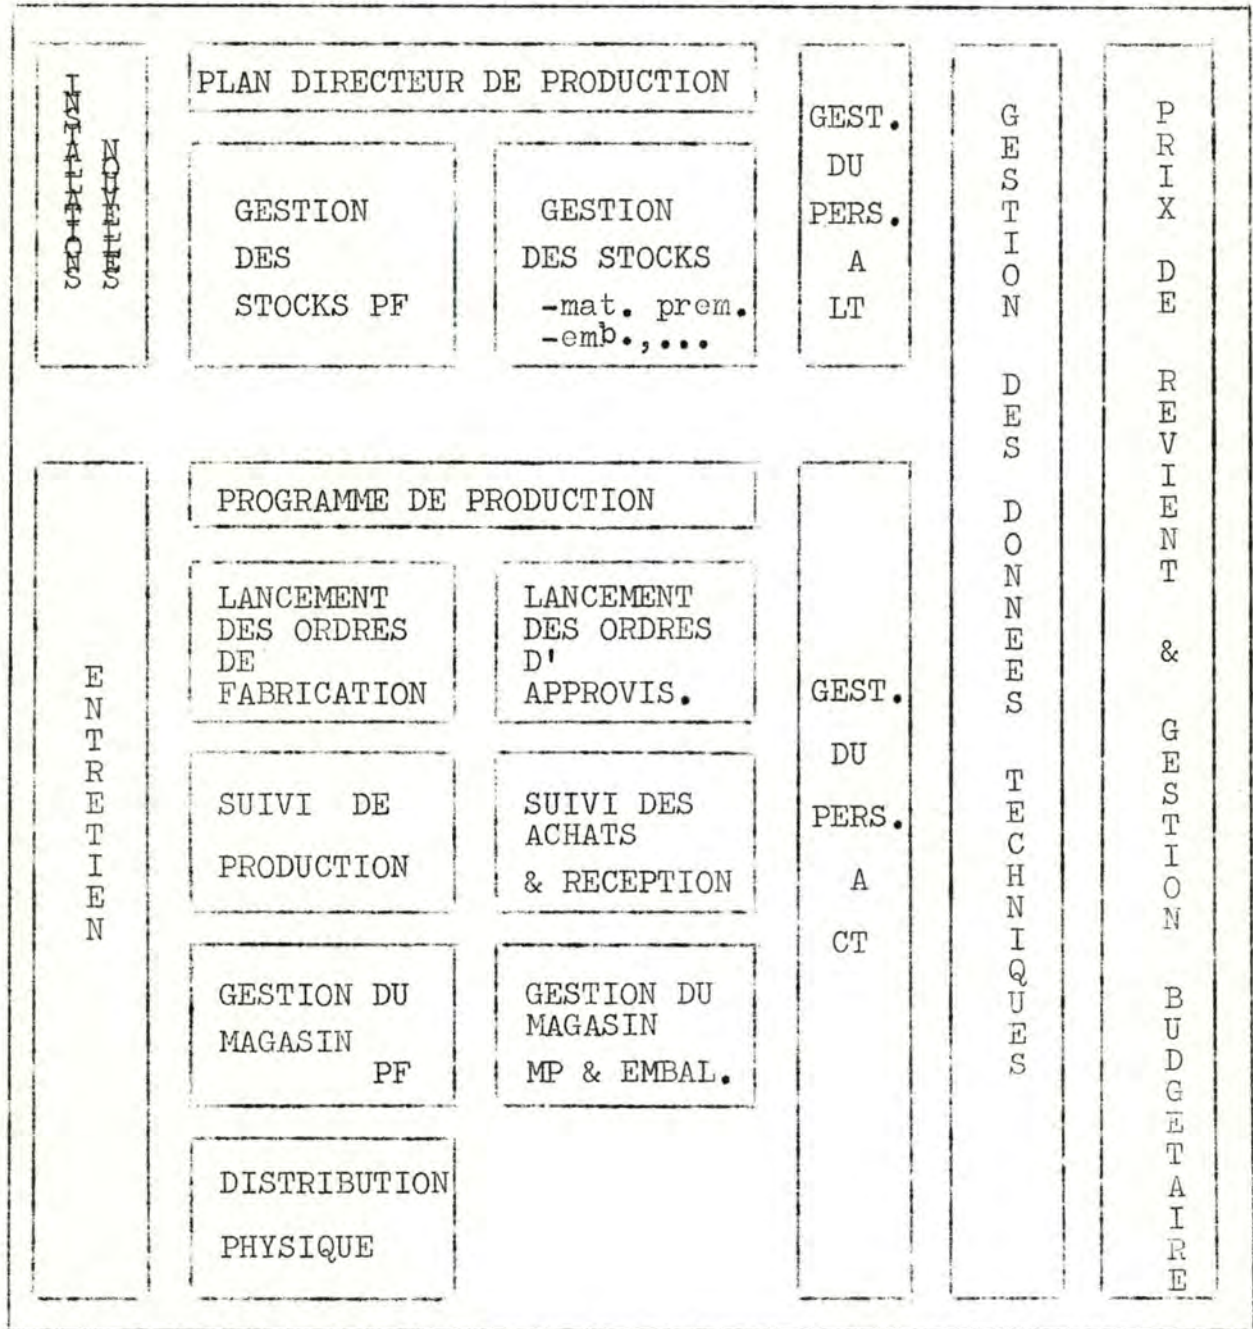 INSTALLATIONS
NOUVELLES
PLAN DIRECTEUR DE PRODUCTION
GESTION
DES
STOCKS PF
GESTION
DES STOCKS
-mat. prem.
-emb.,...
GEST.
DU
PERS.
A
LT
ENTRETIEN
PROGRAMME DE PRODUCTION
LANCEMENT
DES ORDRES
DE
FABRICATION
LANCEMENT
DES ORDRES
D'
APPROVIS.
SUIVI DE
PRODUCTION
SUIVI DES
ACHATS
& RECEPTION
GESTION DU
MAGASIN
PF
GESTION DU
MAGASIN
MP & EMBAL.
DISTRIBUTION
PHYSIQUE
GEST.
DU
PERS.
A
CT
GESTION DES DONNEES TECHNIQUES
PRIX DE REVIENT & GESTION BUDGETAIRE